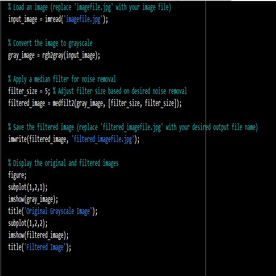 % Load an image (replace 'imagefile.jpg' with your image file)
input_image = imread('imagefile.jpg');
% Convert the image to grayscale
gray_image = rgb2gray(input_image);
% Apply a median filter for noise removal
filter_size = 5; % Adjust filter size based on desired noise removal
filtered_image = medfilt2(gray_image, [filter_size, filter_size]);
% Save the filtered image (replace 'filtered_imagefile.jpg' with your desired output file name)
imwrite(filtered_image, 'filtered_imagefile.jpg');
% Display the original and filtered images
figure;
subplot(1,2,1);
imshow(gray_image);
title('Original Grayscale Image');
subplot(1,2,2);
imshow(filtered_image);
title('Filtered Image');